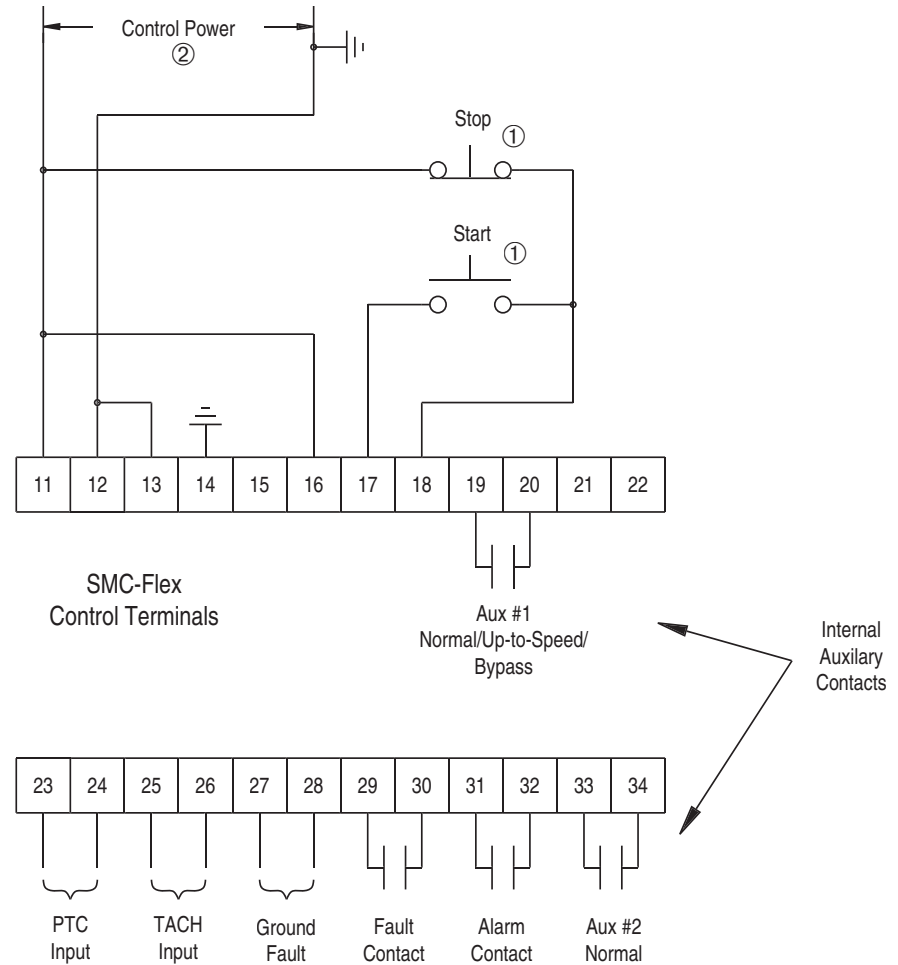 Control Power
②
Stop ①
Start ①
11 12 13 14 15 16 17 18 19 20 21 22
SMC-Flex
Control Terminals
Aux #1
Normal/Up-to-Speed/
Bypass
Internal
Auxilary
Contacts
23 24 25 26 27 28 29 30 31 32 33 34
PTC
Input
TACH
Input
Ground
Fault
Fault
Contact
Alarm
Contact
Aux #2
Normal